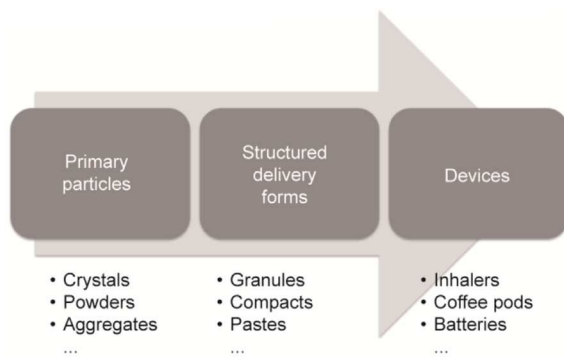 Primary
particles
Structured
delivery
forms
Devices
• Crystals
• Powders
• Aggregates
...
• Granules
• Compacts
• Pastes
...
• Inhalers
• Coffee pods
• Batteries
...